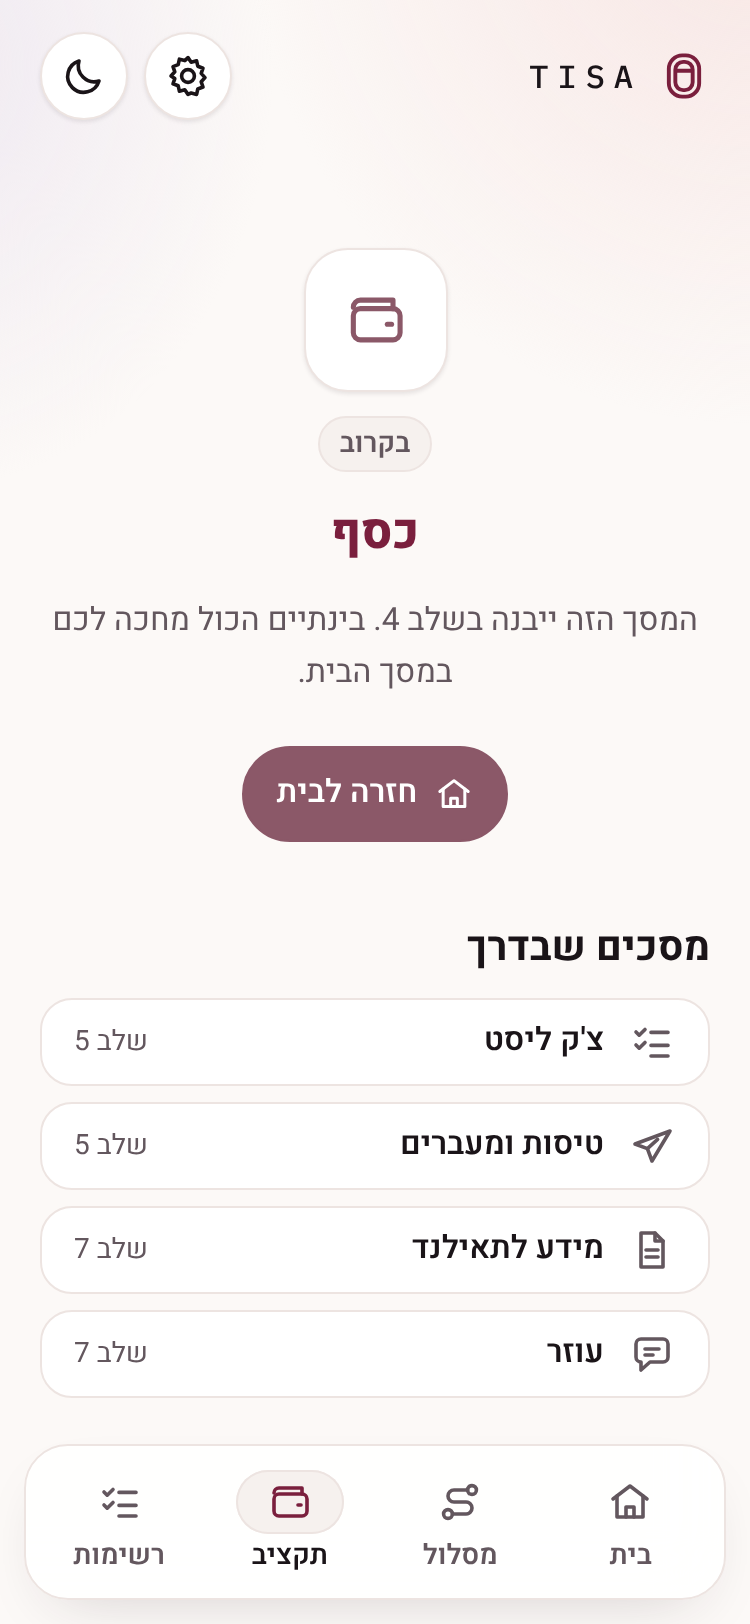 TISA
בקרוב
כסף
המסך הזה ייבנה בשלב 4. בינתיים הכול מחכה לכם
במסך הבית.
חזרה לבית
מסכים שבדרך
צ'ק ליסט שלב 5
טיסות ומעברים שלב 5
מידע לתאילנד שלב 7
עוזר שלב 7
בית מסלול תקציב רשימות